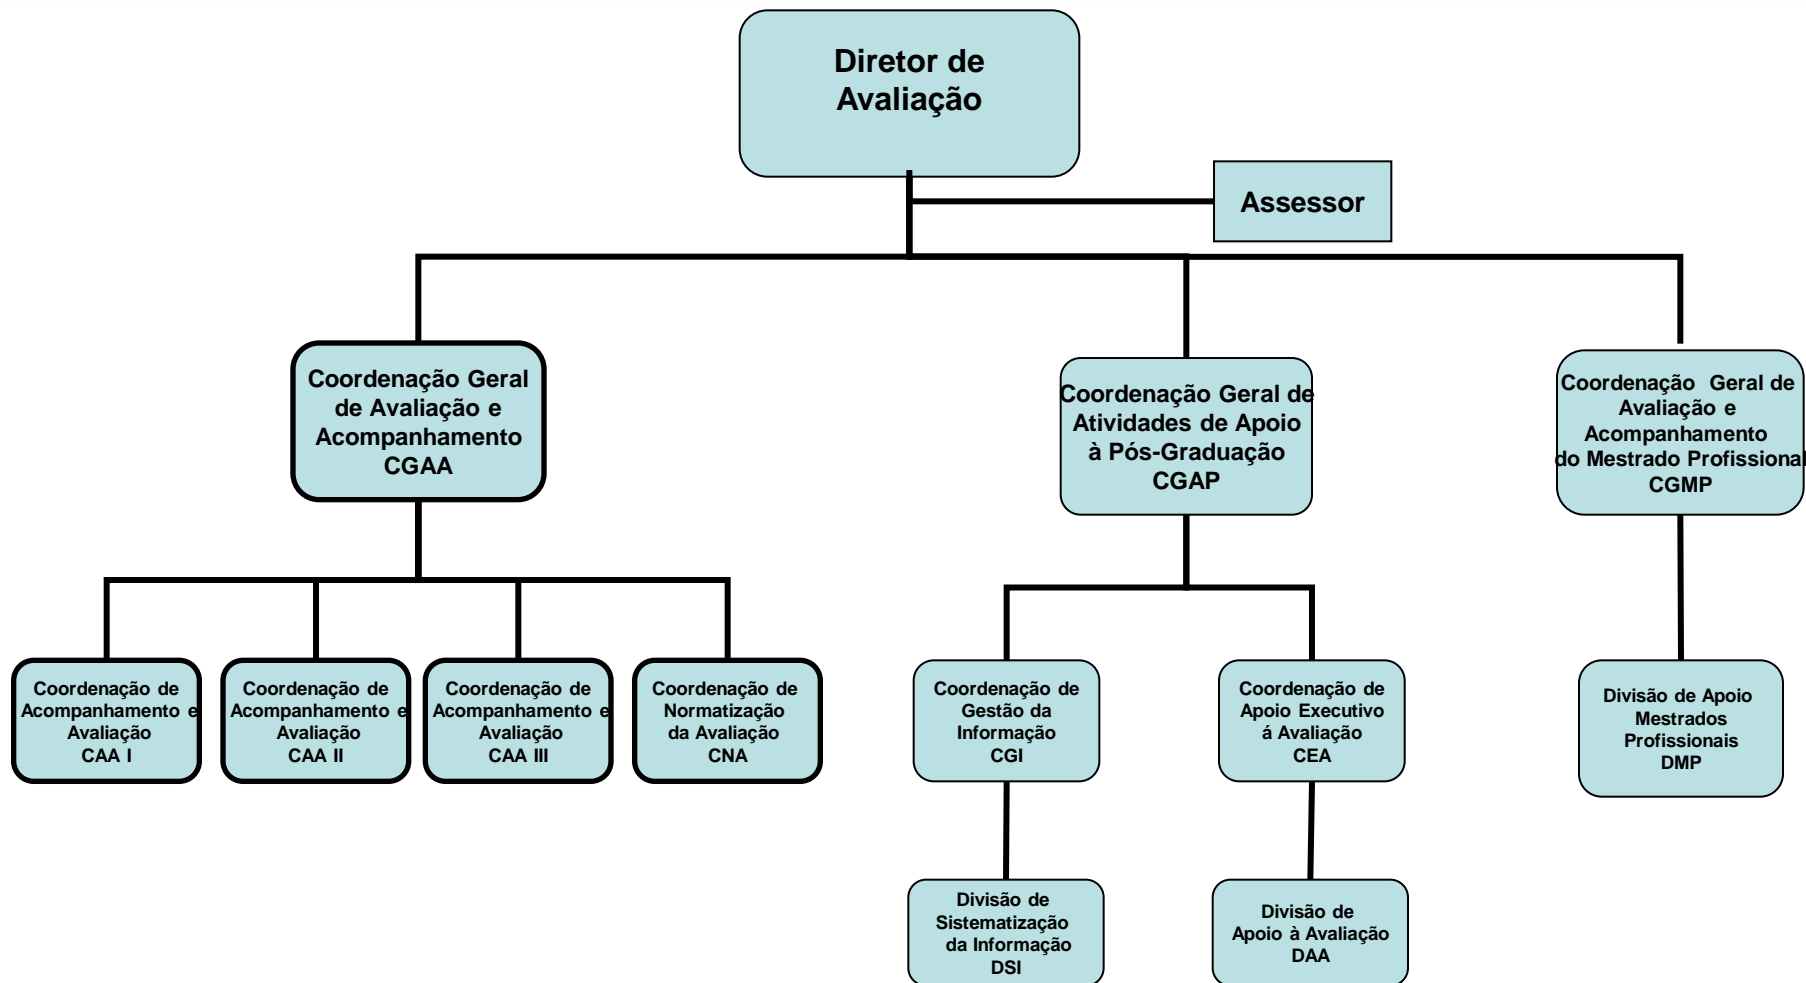 Diretor de
Avaliação
Assessor
Coordenação Geral
de Avaliação e
Acompanhamento
CGAA
Coordenação Geral de
Atividades de Apoio
à Pós-Graduação
CGAP
Coordenação Geral de
Avaliação e
Acompanhamento
do Mestrado Profissional
CGMP
Coordenação de
Acompanhamento e
Avaliação
CAA I
Coordenação de
Acompanhamento e
Avaliação
CAA II
Coordenação de
Acompanhamento e
Avaliação
CAA III
Coordenação de
Normatização
da Avaliação
CNA
Coordenação de
Gestão da
Informação
CGI
Coordenação de
Apoio Executivo
á Avaliação
CEA
Divisão de Apoio
Mestrados
Profissionais
DMP
Divisão de
Sistematização
da Informação
DSI
Divisão de
Apoio à Avaliação
DAA